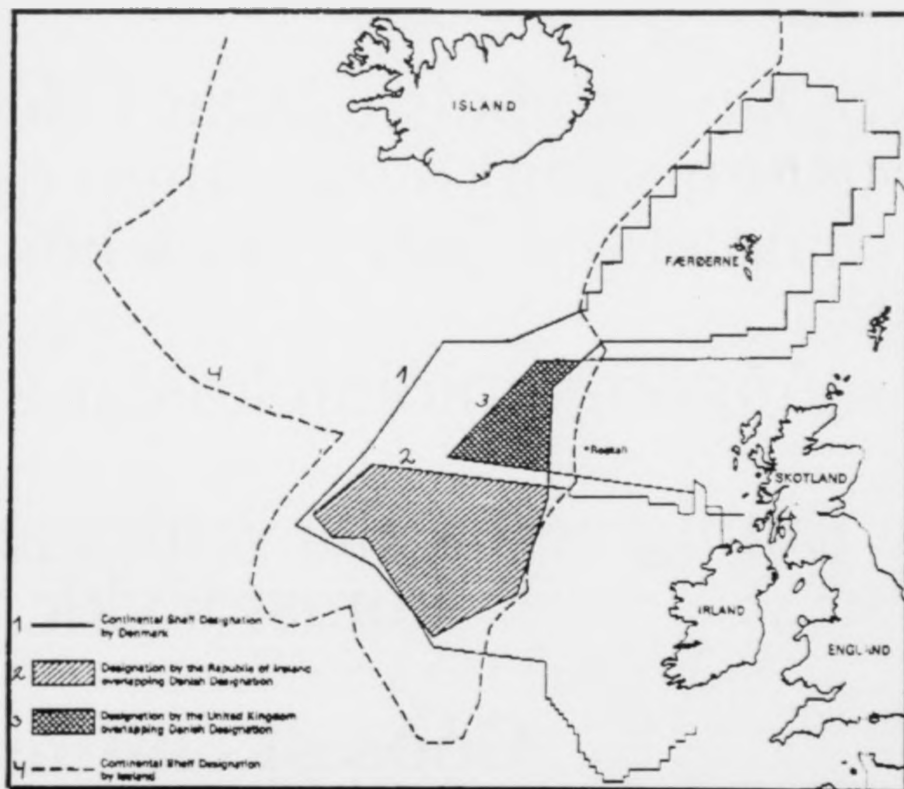 ISLAND
FÆRØERNE
4
1
3
2
Rockall
SKOTLAND
IRLAND
ENGLAND
1 Continental Shelf Designation
by Denmark
2 Designation by the Republic of Ireland
overlapping Danish Designation
3 Designation by the United Kingdom
overlapping Danish Designation
4 Continental Shelf Designation
by Iceland